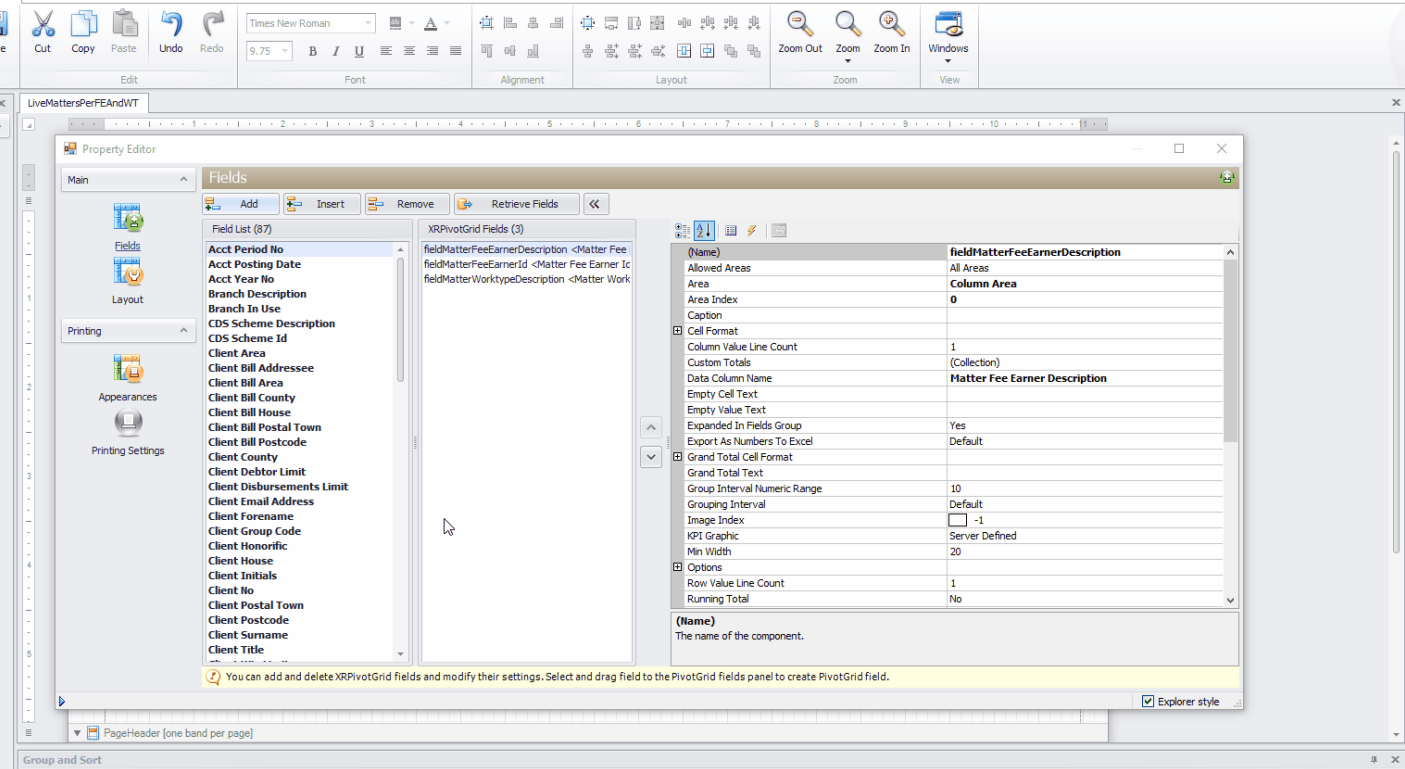 Cut Copy Paste Undo Redo
Times New Roman
9.75
B I U
Zoom Out Zoom Zoom In Windows
Edit Font Alignment Layout Zoom View
LiveMattersPerFEAndWT
1 2 3 4 5 6 7 8 9 10 11
Property Editor
Main
Fields
Layout
Printing
Appearances
Printing Settings
Fields
Add Insert Remove Retrieve Fields
Field List (87)
Acct Period No
Acct Posting Date
Acct Year No
Branch Description
Branch In Use
CDS Scheme Description
CDS Scheme Id
Client Area
Client Bill Addressee
Client Bill Area
Client Bill County
Client Bill House
Client Bill Postal Town
Client Bill Postcode
Client County
Client Debtor Limit
Client Disbursements Limit
Client Email Address
Client Forename
Client Group Code
Client Honorific
Client House
Client Initials
Client No
Client Postal Town
Client Postcode
Client Surname
Client Title
XRPivotGrid Fields (3)
fieldMatterFeeEarnerDescription <Matter Fee
fieldMatterFeeEarnerId <Matter Fee Earner Id
fieldMatterWorktypeDescription <Matter Work
(Name) fieldMatterFeeEarnerDescription
Allowed Areas All Areas
Area Column Area
Area Index 0
Caption
Cell Format
Column Value Line Count 1
Custom Totals (Collection)
Data Column Name Matter Fee Earner Description
Empty Cell Text
Empty Value Text
Expanded In Fields Group Yes
Export As Numbers To Excel Default
Grand Total Cell Format
Grand Total Text
Group Interval Numeric Range 10
Grouping Interval Default
Image Index -1
KPI Graphic Server Defined
Min Width 20
Options
Row Value Line Count 1
Running Total No
(Name)
The name of the component.
You can add and delete XRPivotGrid fields and modify their settings. Select and drag field to the PivotGrid fields panel to create PivotGrid field.
Explorer style
PageHeader [one band per page]
Group and Sort